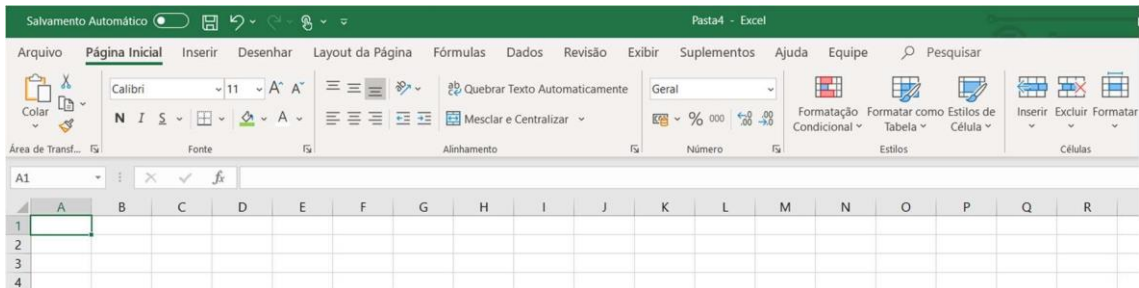 Salvamento Automático Pasta4 - Excel
Arquivo Página Inicial Inserir Desenhar Layout da Página Fórmulas Dados Revisão Exibir Suplementos Ajuda Equipe Pesquisar
Colar Calibri 11 A^ A˅ ab Quebrar Texto Automaticamente Geral Formatação Condicional Formatar como Tabela Estilos de Célula Inserir Excluir Formatar
N I S A Mesclar e Centralizar % 000
Área de Transf... Fonte Alinhamento Número Estilos Células
A1 fx
A B C D E F G H I J K L M N O P Q R
1
2
3
4